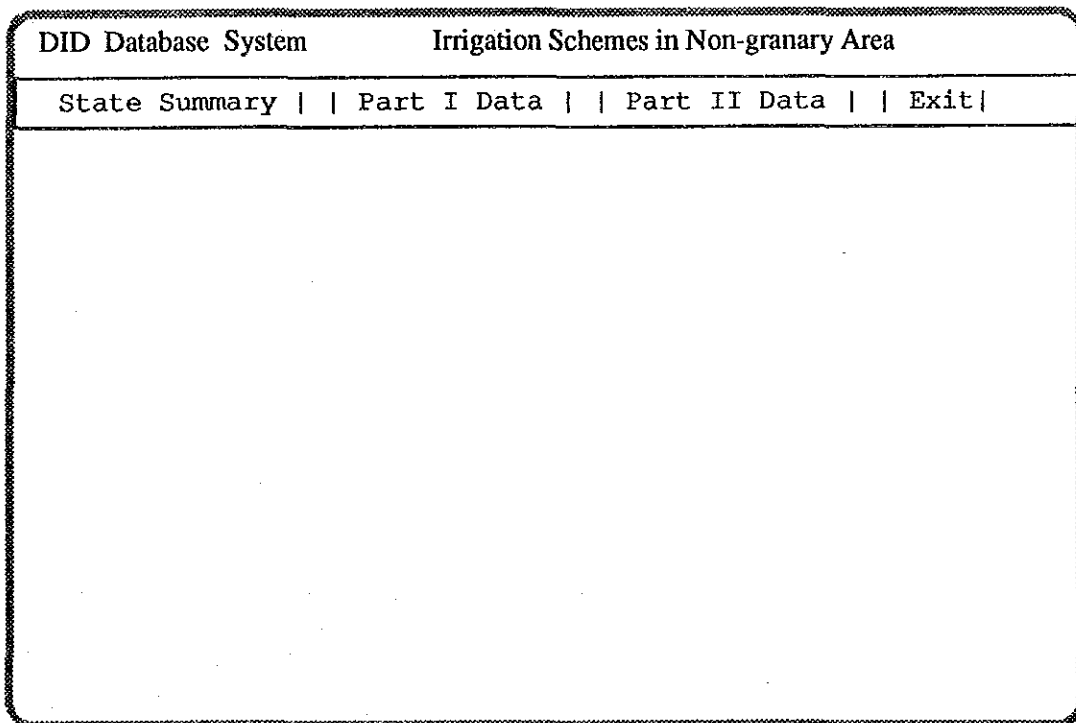 DID Database System Irrigation Schemes in Non-granary Area
State Summary | | Part I Data | | Part II Data | | Exit|